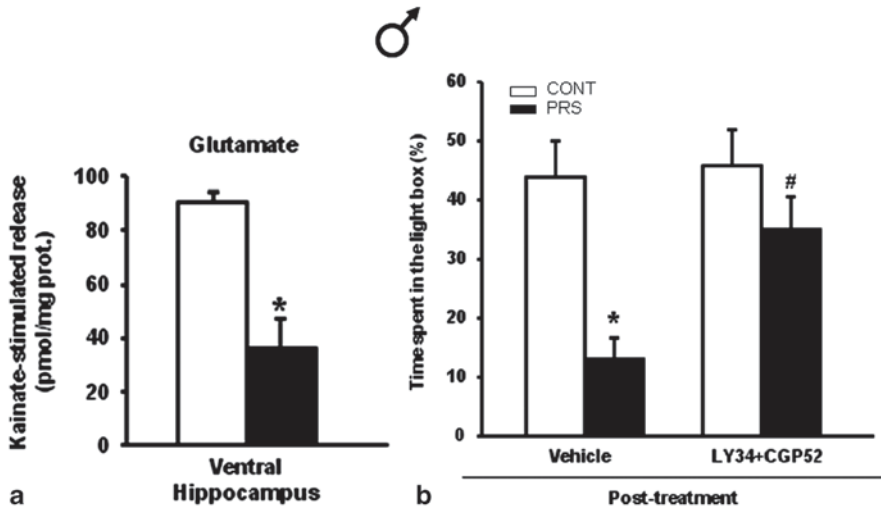 Glutamate
Kainate-stimulated release
(pmol/mg prot.)
100
80
60
40
20
0
*
Ventral
Hippocampus
a
CONT
PRS
Time spent in the light box (%)
60
50
40
30
20
10
0
*
#
Vehicle
LY34+CGP52
Post-treatment
b